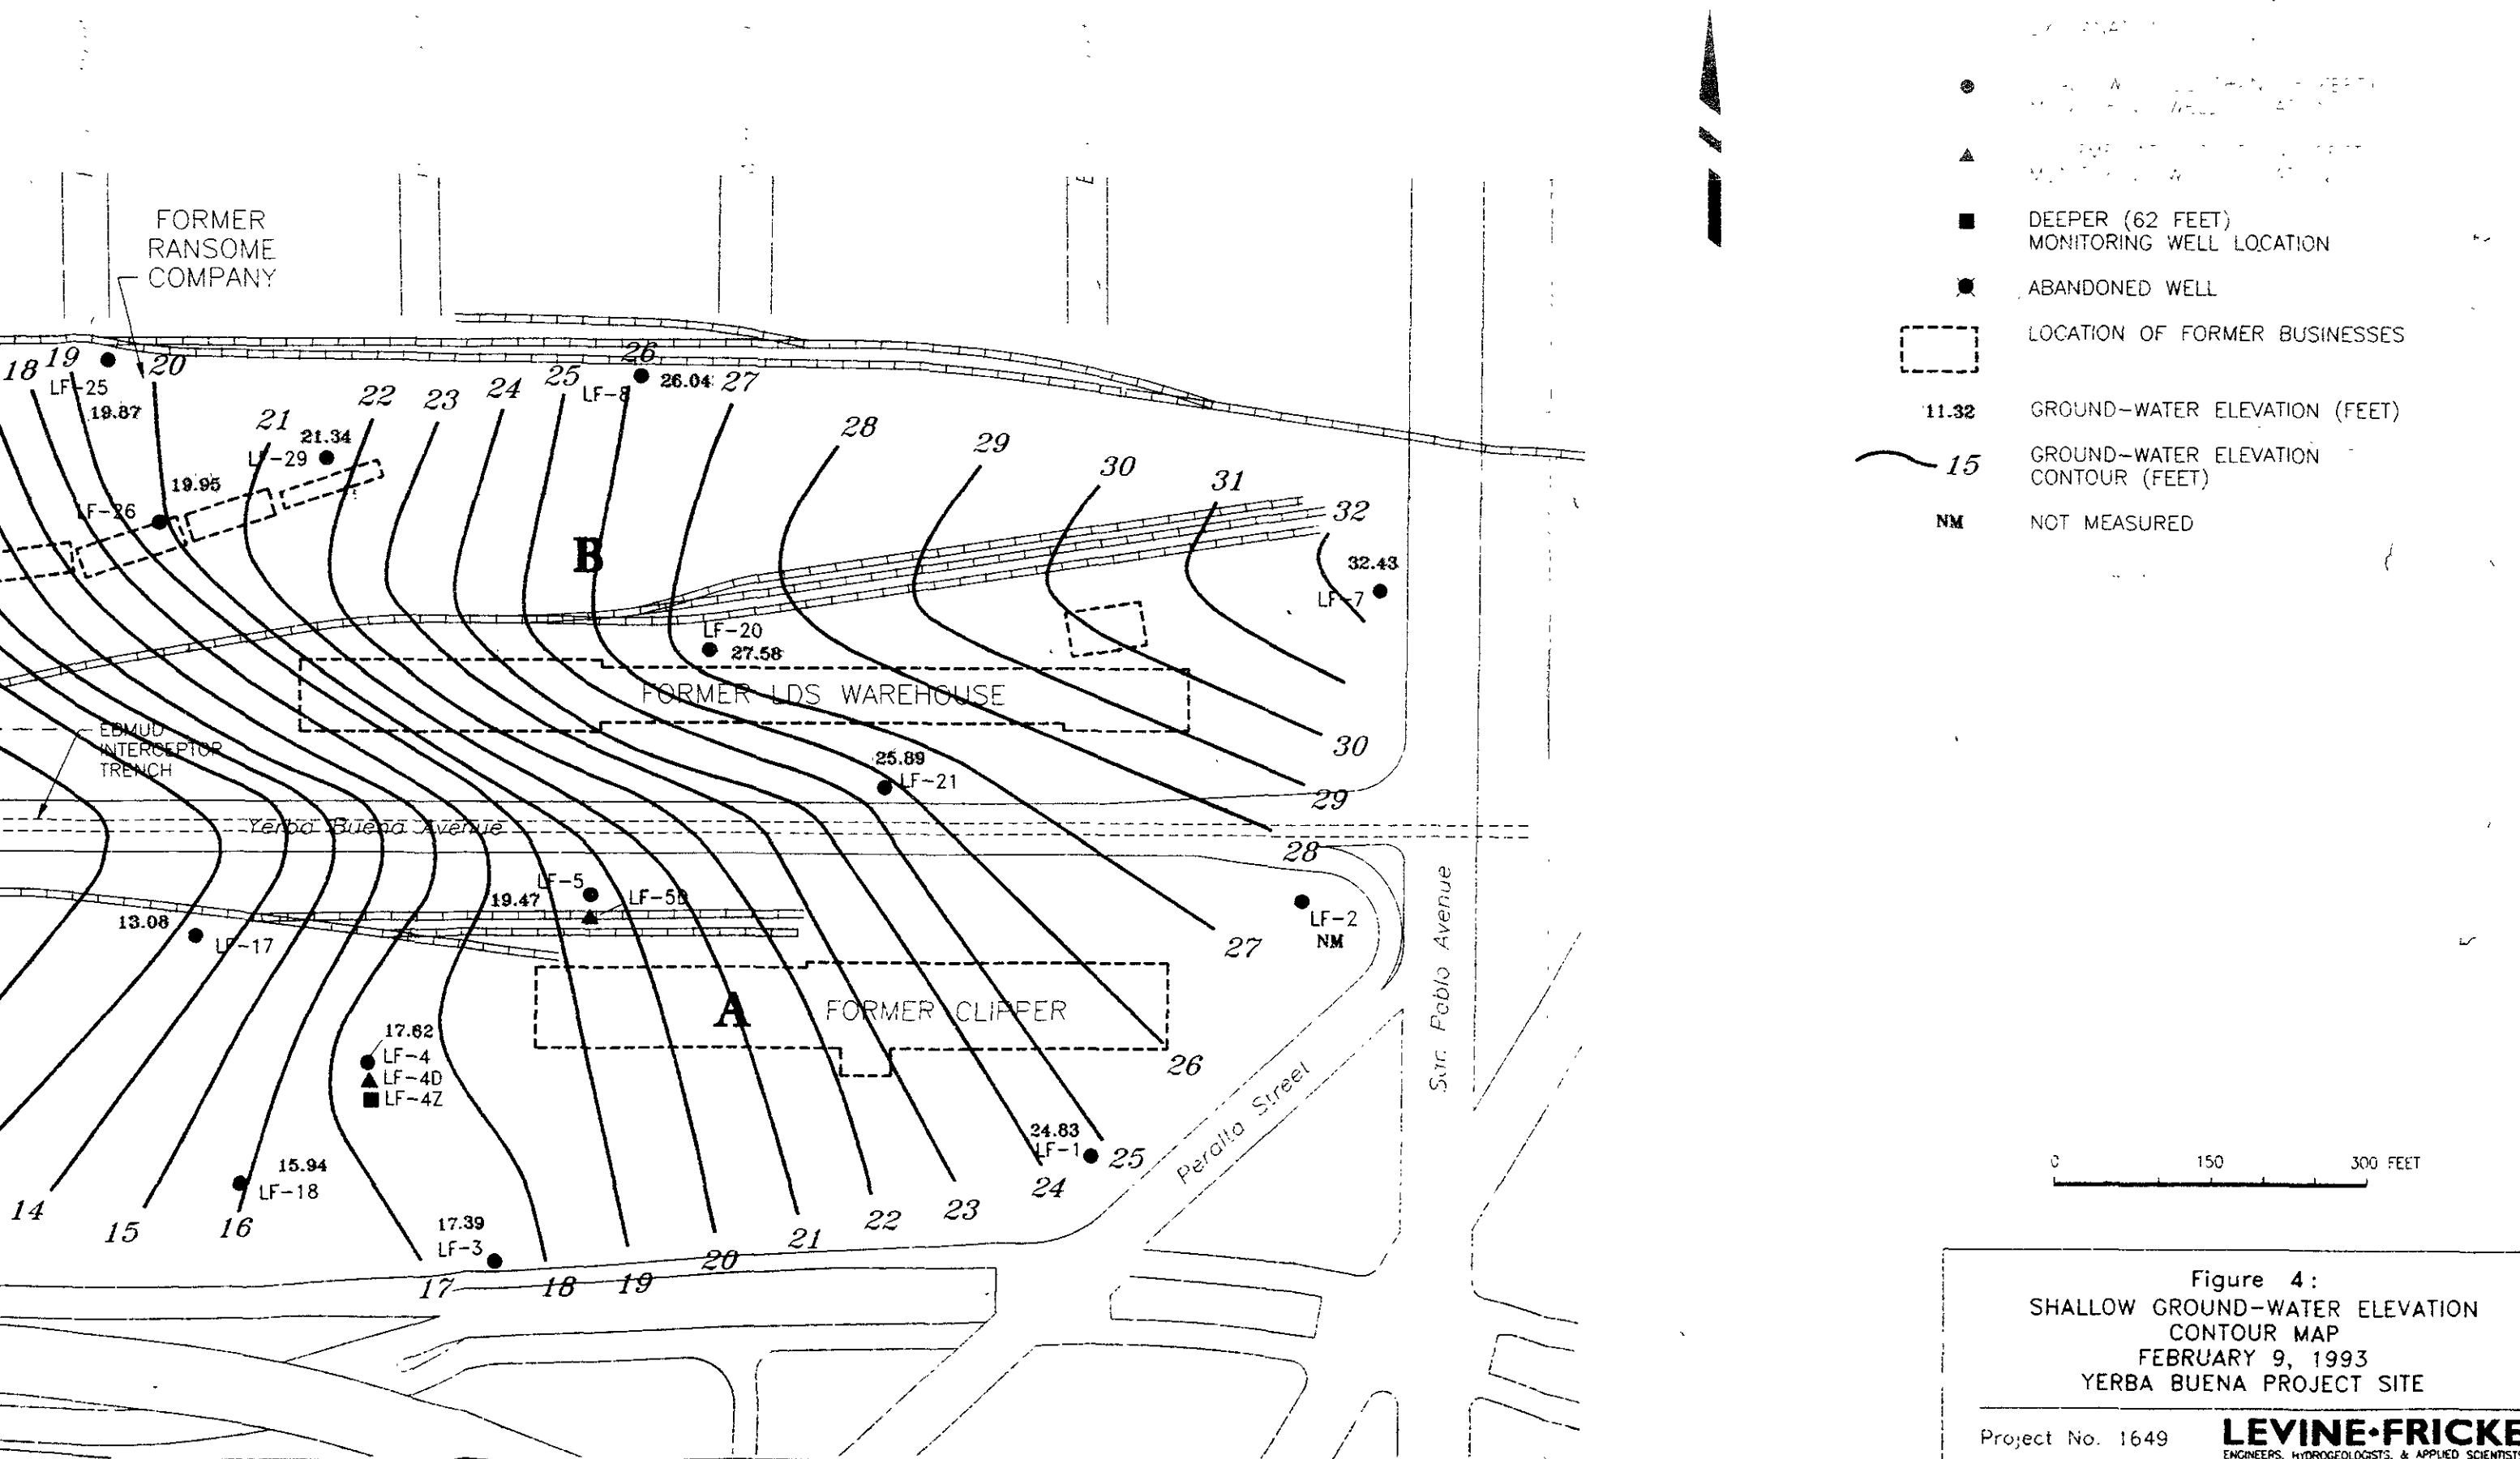 FORMER
RANSOME
COMPANY
18
19
20
LF-25
19.87
21
22
23
24
25
26
LF-8
26.04
27
28
29
30
31
32
21.34
LF-29
19.95
LF-26
B
32.43
LF-7
LF-20
27.58
FORMER LDS WAREHOUSE
EBMUD
INTERCEPTOR
TRENCH
25.89
LF-21
30
29
28
27
26
Yerba Buena Avenue
LF-5
19.47
LF-5D
13.08
LF-17
LF-2
NM
A
FORMER CLIPPER
17.62
LF-4
LF-4D
LF-4Z
24.83
LF-1
25
24
23
22
21
20
19
18
17
15.94
LF-18
16
15
14
17.39
LF-3
Peralta Street
San Pablo Avenue
DEEPER (62 FEET)
MONITORING WELL LOCATION
ABANDONED WELL
LOCATION OF FORMER BUSINESSES
11.32 GROUND-WATER ELEVATION (FEET)
15 GROUND-WATER ELEVATION
CONTOUR (FEET)
NM NOT MEASURED
0 150 300 FEET
Figure 4:
SHALLOW GROUND-WATER ELEVATION
CONTOUR MAP
FEBRUARY 9, 1993
YERBA BUENA PROJECT SITE
Project No. 1649
LEVINE•FRICKE
ENGINEERS, HYDROGEOLOGISTS, & APPLIED SCIENTISTS